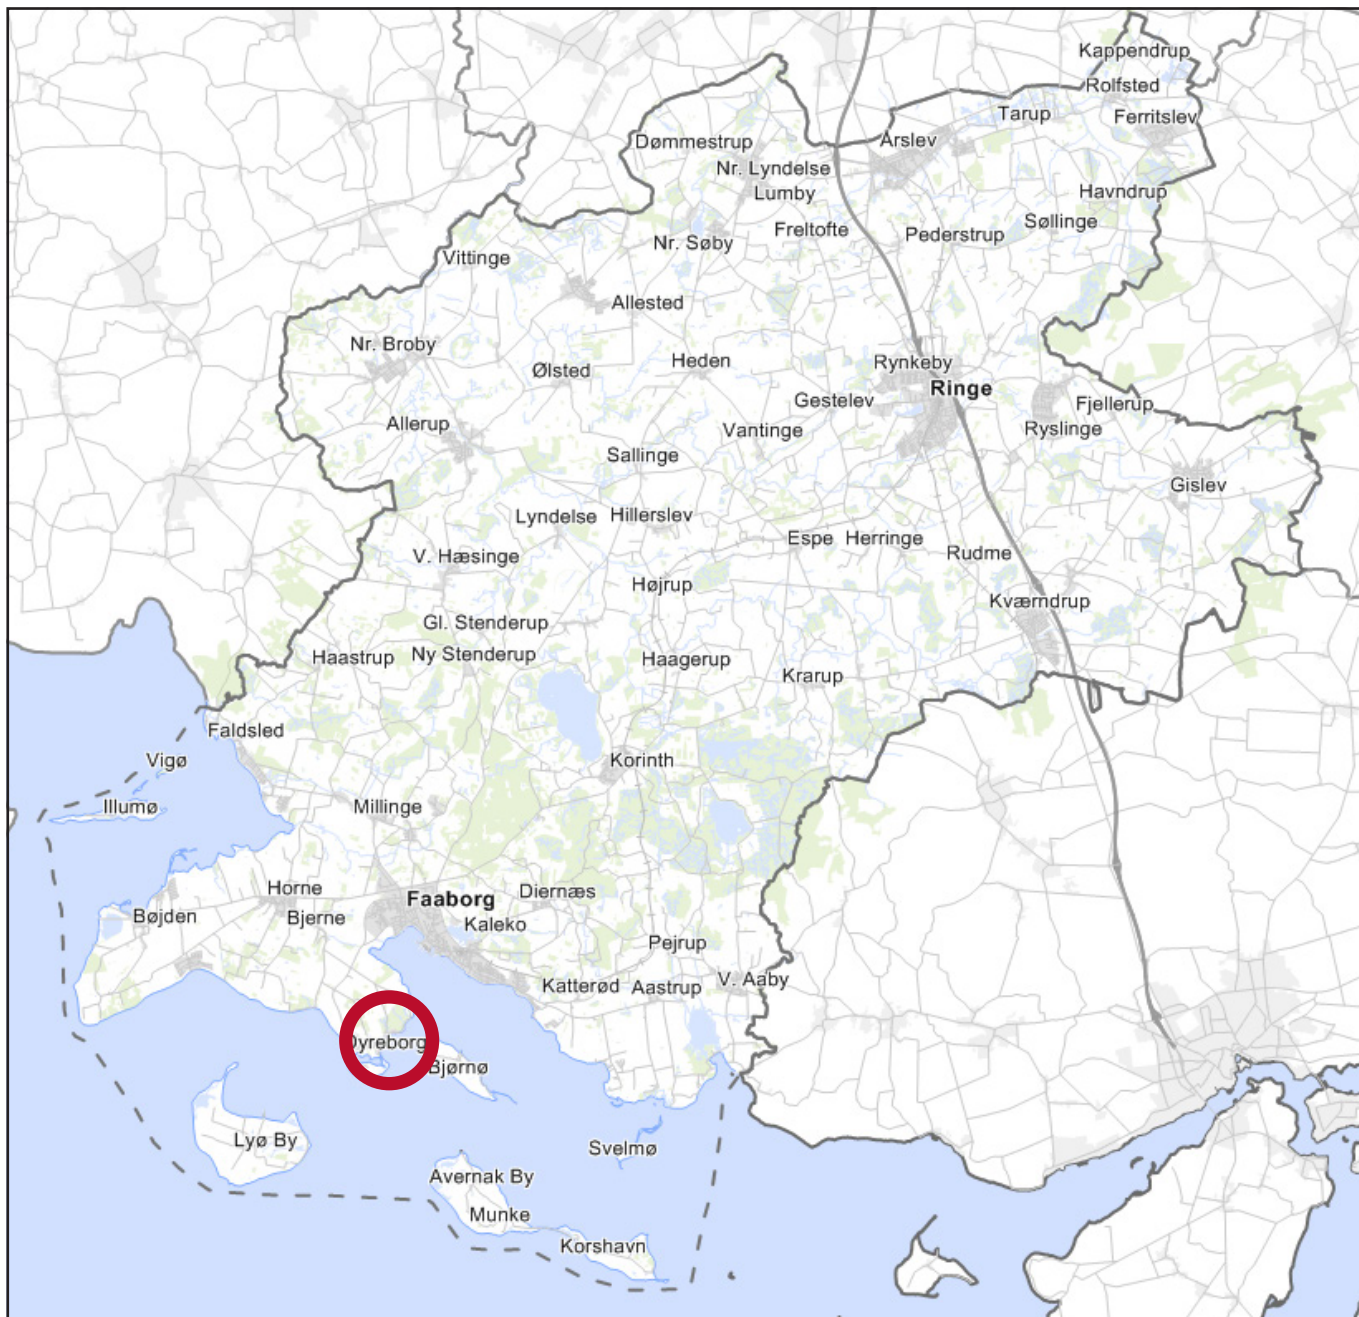 Kappendrup
Rolfsted
Tarup
Ferritslev
Dømmestrup
Årslev
Nr. Lyndelse
Lumby
Havndrup
Søllinge
Freltofte
Pederstrup
Nr. Søby
Vittinge
Allested
Nr. Broby
Ølsted
Heden
Rynkeby
Ringe
Gestelev
Fjellerup
Allerup
Vantinge
Ryslinge
Sallinge
Gislev
Lyndelse
Hillerslev
Espe
Herringe
Rudme
V. Hæsinge
Højrup
Kværndrup
Gl. Stenderup
Haastrup
Ny Stenderup
Haagerup
Krarup
Faldsled
Vigø
Korinth
Illumø
Millinge
Horne
Diernæs
Faaborg
Bøjden
Bjerne
Kaleko
Pejrup
Katterød
Aastrup
V. Aaby
Dyreborg
Bjørnø
Lyø By
Svelmø
Avernak By
Munke
Korshavn